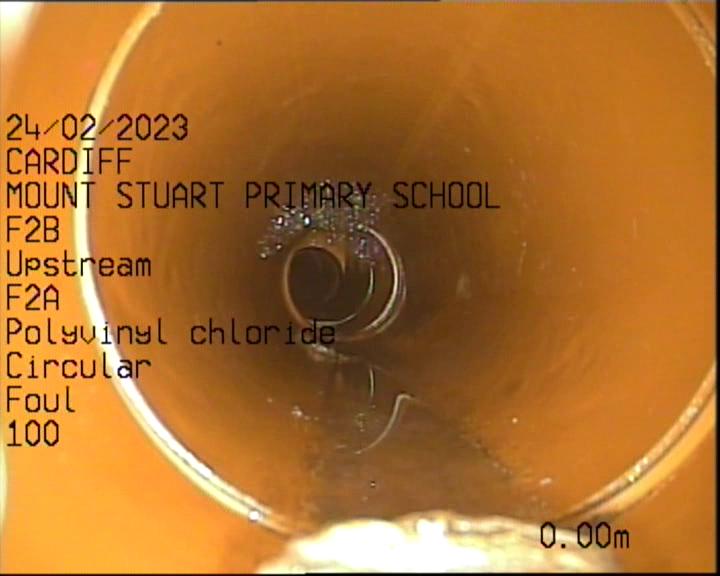 24/02/2023
CARDIFF
MOUNT STUART PRIMARY SCHOOL
F2B
Upstream
F2A
Polyvinyl chloride
Circular
Foul
100
0.00m